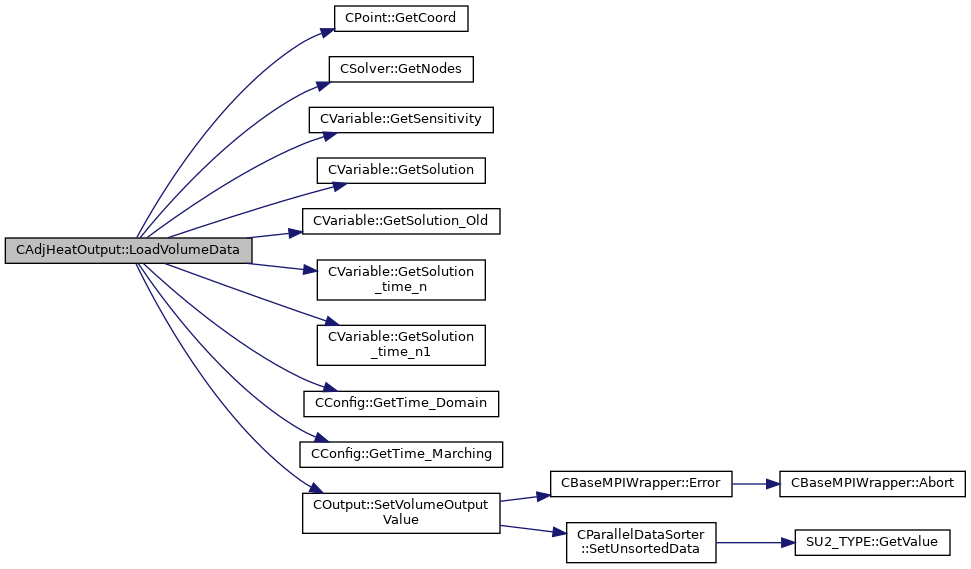 CPoint::GetCoord
CSolver::GetNodes
CVariable::GetSensitivity
CVariable::GetSolution
CVariable::GetSolution_Old
CAdjHeatOutput::LoadVolumeData
CVariable::GetSolution
_time_n
CVariable::GetSolution
_time_n1
CConfig::GetTime_Domain
CConfig::GetTime_Marching
COutput::SetVolumeOutput
Value
CBaseMPIWrapper::Error
CBaseMPIWrapper::Abort
CParallelDataSorter
::SetUnsortedData
SU2_TYPE::GetValue